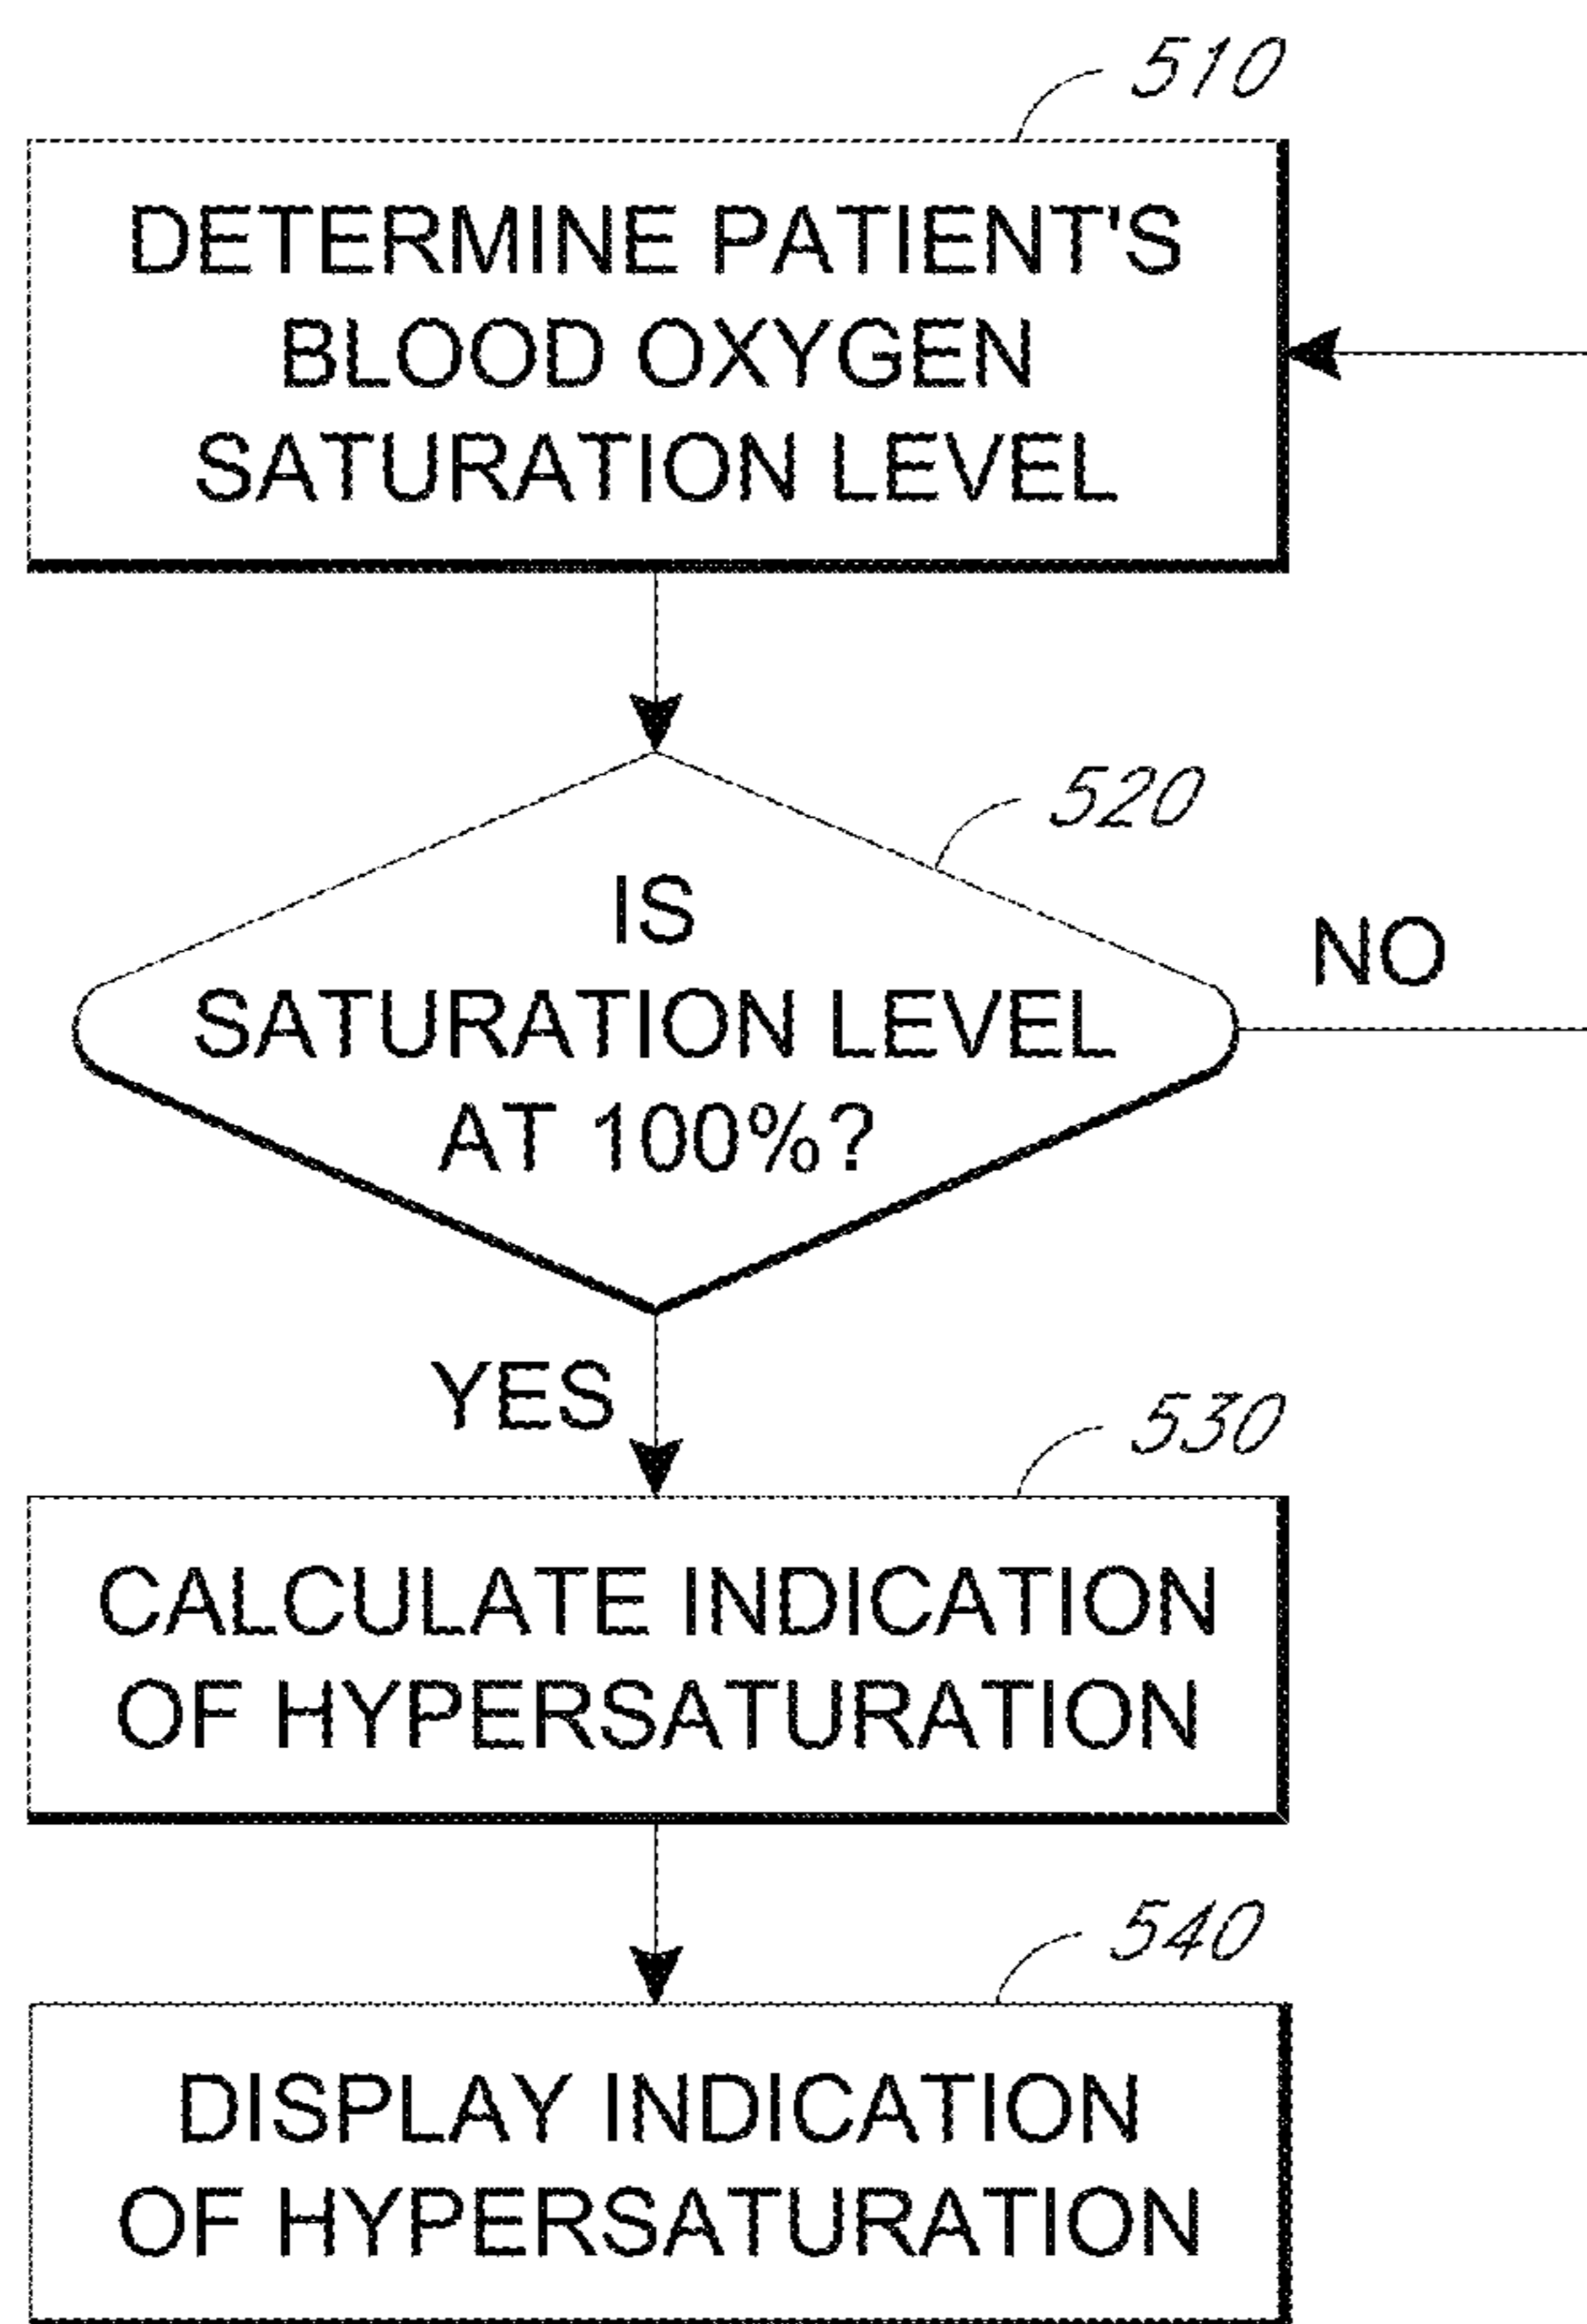 510
DETERMINE PATIENT'S
BLOOD OXYGEN
SATURATION LEVEL
520
IS
SATURATION LEVEL
AT 100%?
NO
YES
530
CALCULATE INDICATION
OF HYPERSATURATION
540
DISPLAY INDICATION
OF HYPERSATURATION